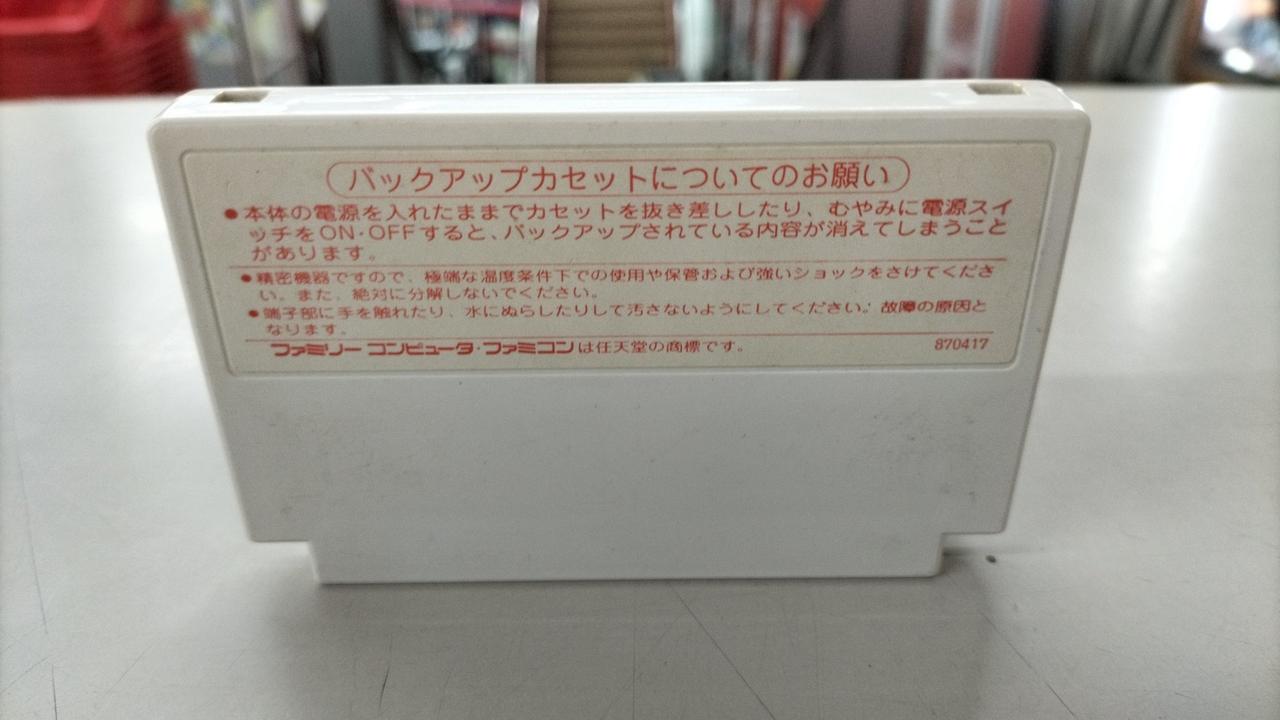 バックアップカセットについてのお願い
●本体の電源を入れたままでカセットを抜き差ししたり、むやみに電源スイ
ッチをON·OFFすると、バックアップされている内容が消えてしまうこと
があります。
●精密機器ですので、極端な温度条件下での使用や保管および強いショックをさけてくださ
い。また、絶対に分解しないでください。
●端子部に手を触れたり、水にぬらしたりして汚さないようにしてください。故障の原因と
なります。
ファミリーコンピュータ·ファミコンは任天堂の商標です。 870417